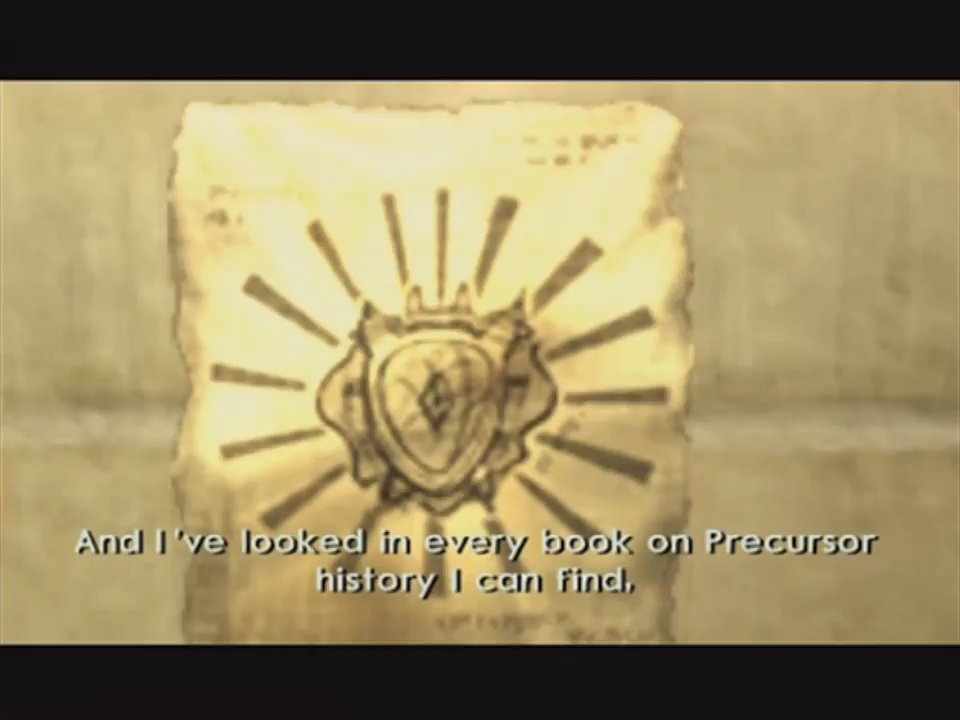 And I've looked in every book on Precursor
history I can find,